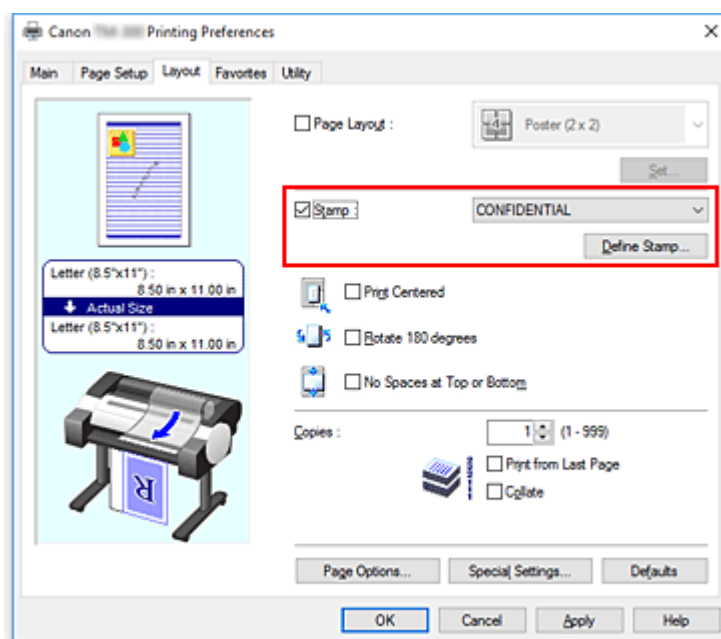 Canon Printing Preferences
Main Page Setup Layout Favorites Utility
Page Layout :
4
Poster (2 x 2)
Set...
Stamp :
CONFIDENTIAL
Define Stamp...
Letter (8.5"x11") :
8.50 in x 11.00 in
Actual Size
Letter (8.5"x11") :
8.50 in x 11.00 in
Print Centered
Rotate 180 degrees
No Spaces at Top or Bottom
Copies :
1 (1 - 999)
Print from Last Page
Collate
R
Page Options... Special Settings... Defaults
OK Cancel Apply Help